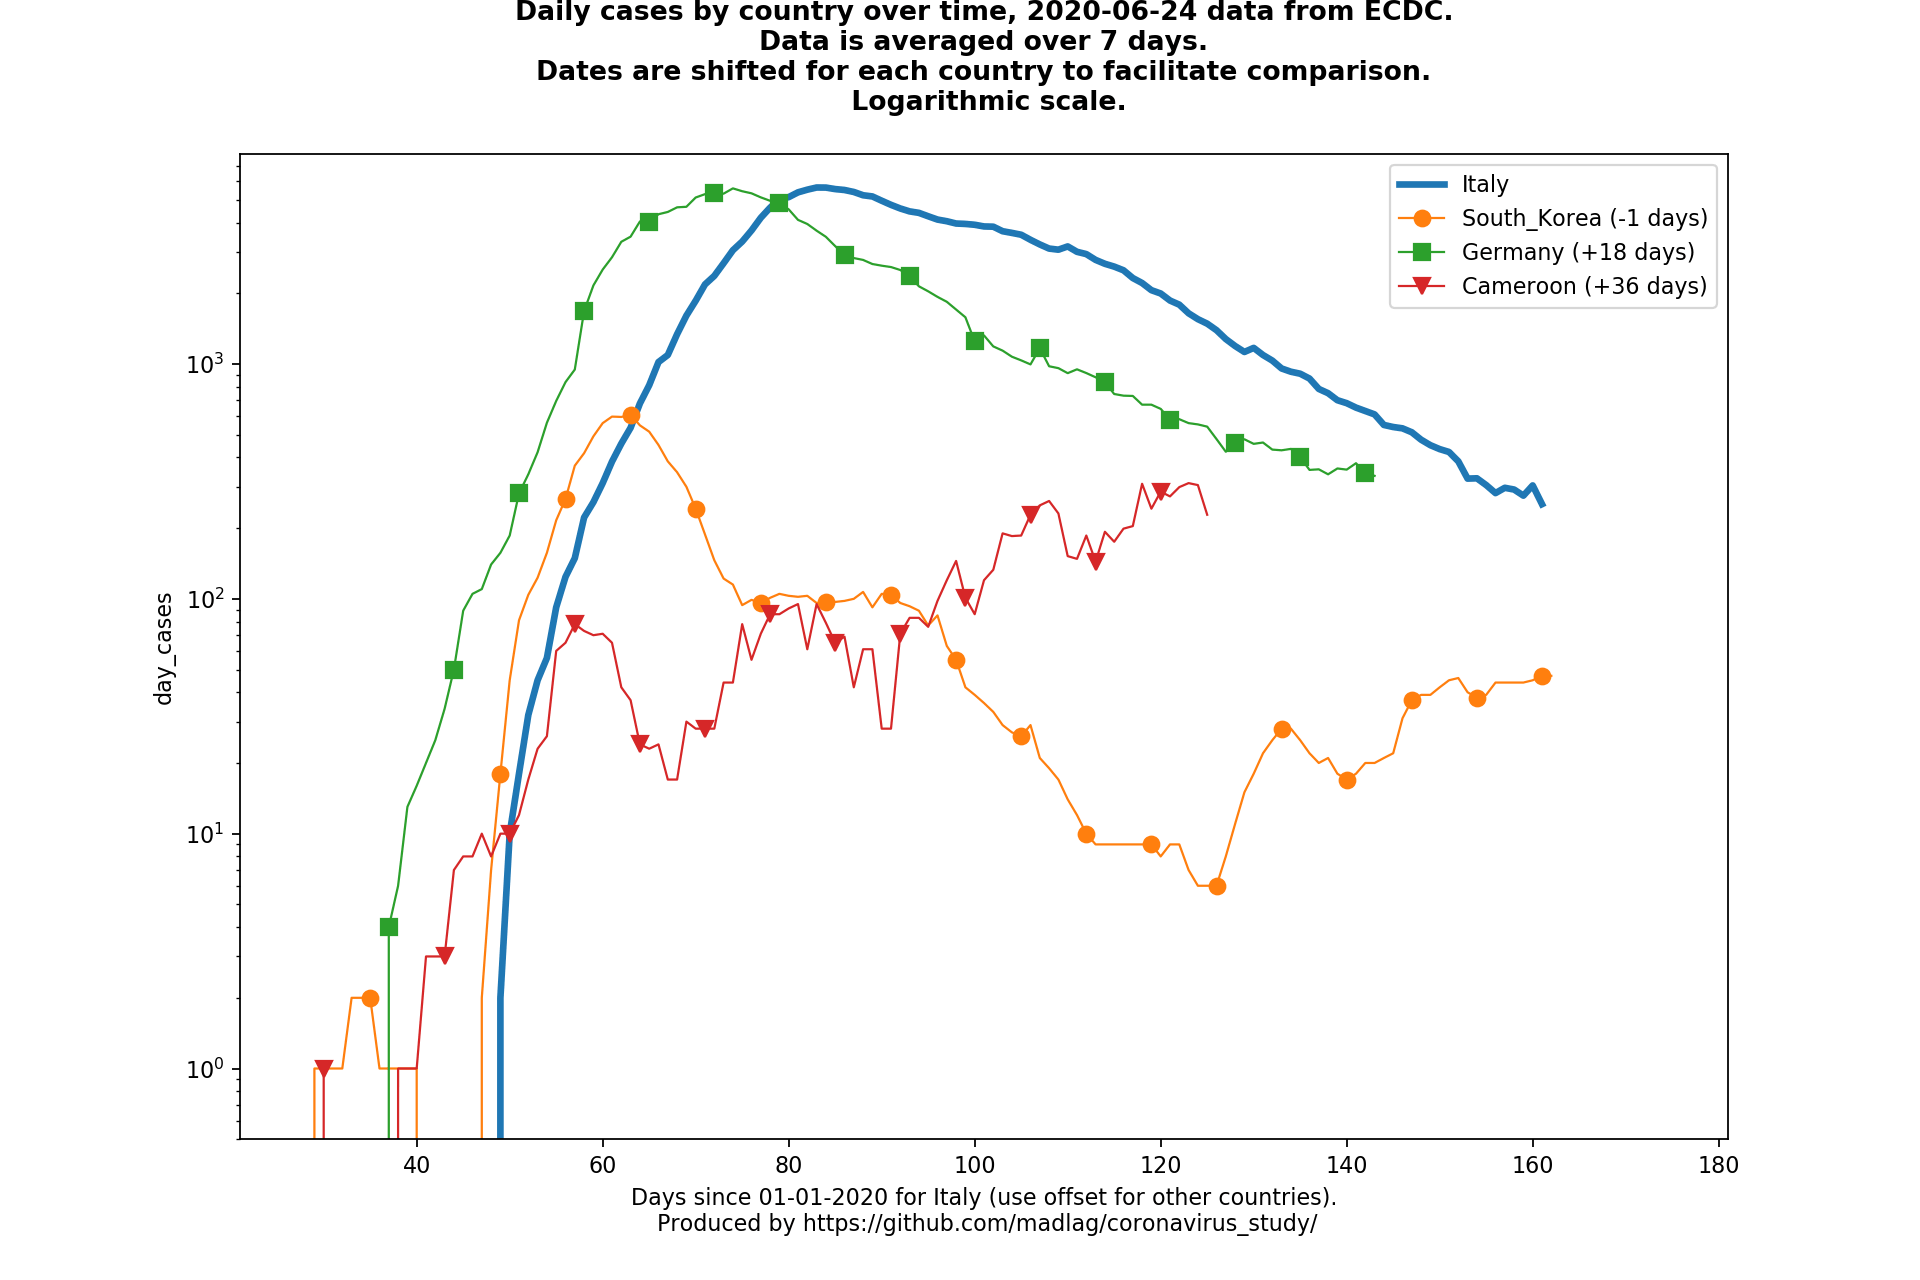 Daily cases by country over time, 2020-06-24 data from ECDC.
Data is averaged over 7 days.
Dates are shifted for each country to facilitate comparison.
Logarithmic scale.
Italy
South_Korea (-1 days)
Germany (+18 days)
Cameroon (+36 days)
day_cases
10³
10²
10¹
10⁰
40 60 80 100 120 140 160 180
Days since 01-01-2020 for Italy (use offset for other countries).
Produced by https://github.com/madlag/coronavirus_study/